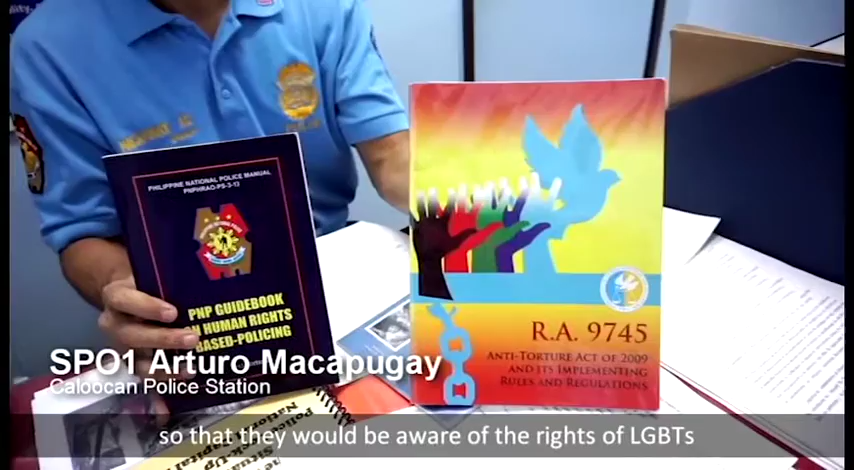 PHILIPPINE NATIONAL POLICE MANUAL
PNP GUIDEBOOK
ON HUMAN RIGHTS
BASED-POLICING
R.A. 9745
ANTI-TORTURE ACT OF 2009
AND ITS IMPLEMENTING
RULES AND REGULATIONS
SPO1 Arturo Macapugay
Caloocan Police Station
so that they would be aware of the rights of LGBTs